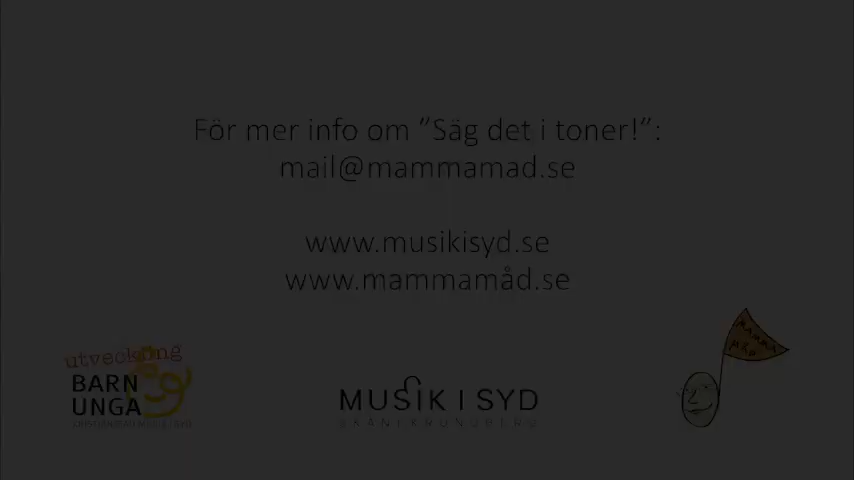 För mer info om ”Säg det i toner!”:
mail@mammamad.se
www.musikisyd.se
www.mammamåd.se
utveckling
BARN
UNGA
MUSIK I SYD
MAMMA